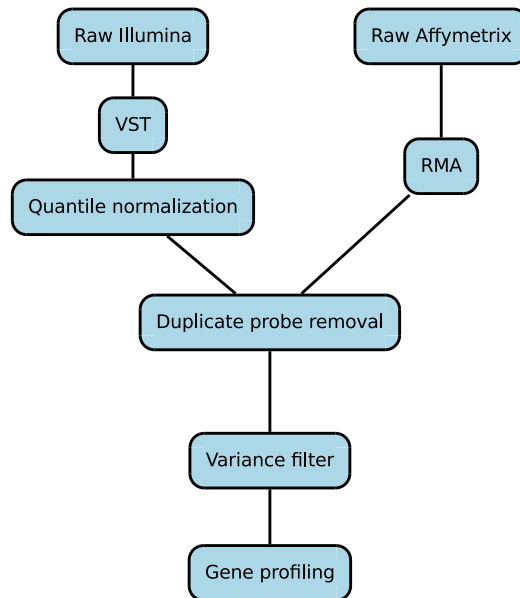 Raw Illumina
Raw Affymetrix
VST
RMA
Quantile normalization
Duplicate probe removal
Variance filter
Gene profiling